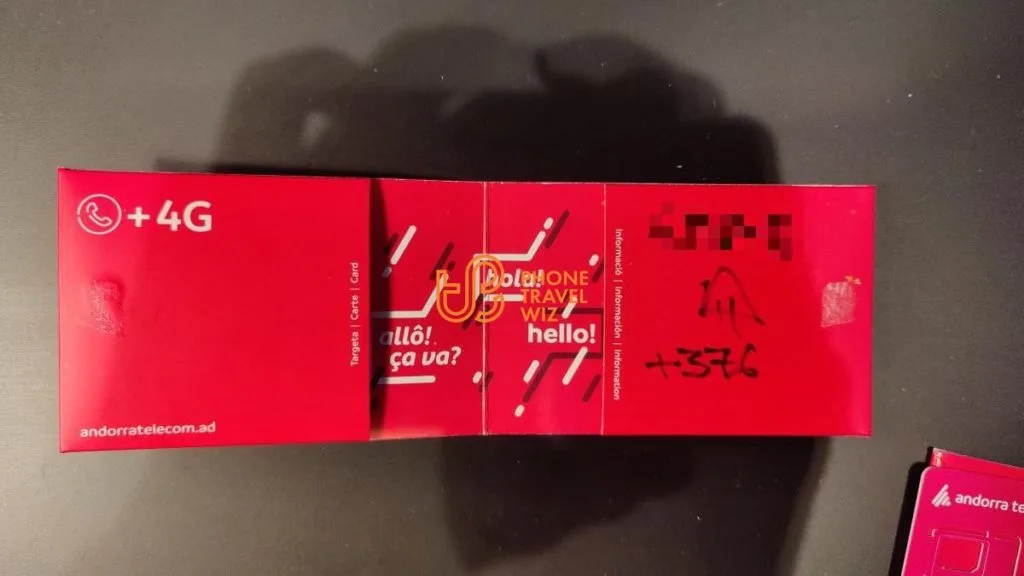 +4G
andorratelecom.ad
Targeta | Carte | Card
allô!
ça va?
hola!
hello!
PHONE
TRAVEL
WIZ
Informació | Información | Information
+376
andorra te